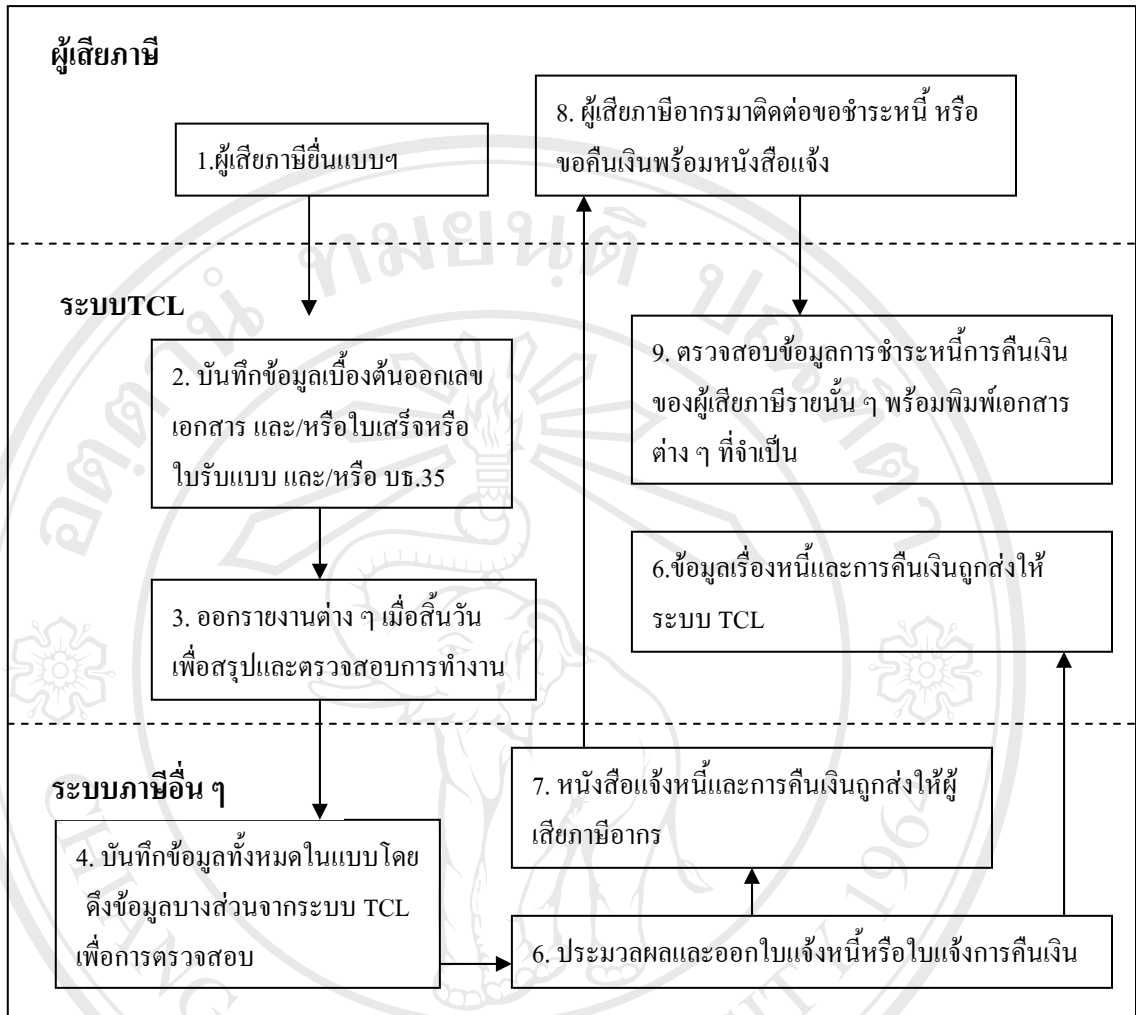 ผู้เสียภาษี
1.ผู้เสียภาษียื่นแบบฯ
8. ผู้เสียภาษีอากรมาติดต่อขอชำระหนี้ หรือ
ขอคืนเงินพร้อมหนังสือแจ้ง
ระบบTCL
2. บันทึกข้อมูลเบื้องต้นออกเลข
เอกสาร และ/หรือใบเสร็จหรือ
ใบรับแบบ และ/หรือ บธ.35
9. ตรวจสอบข้อมูลการชำระหนี้การคืนเงิน
ของผู้เสียภาษีรายนั้น ๆ พร้อมพิมพ์เอกสาร
ต่าง ๆ ที่จำเป็น
3. ออกรายงานต่าง ๆ เมื่อสิ้นวัน
เพื่อสรุปและตรวจสอบการทำงาน
6.ข้อมูลเรื่องหนี้และการคืนเงินถูกส่งให้
ระบบ TCL
ระบบภาษีอื่น ๆ
4. บันทึกข้อมูลทั้งหมดในแบบโดย
ดึงข้อมูลบางส่วนจากระบบ TCL
เพื่อการตรวจสอบ
7. หนังสือแจ้งหนี้และการคืนเงินถูกส่งให้ผู้
เสียภาษีอากร
6. ประมวลผลและออกใบแจ้งหนี้หรือใบแจ้งการคืนเงิน
อตฺตานํ ทมยนฺติ ปณฺฑิตา
CHIANG
1964